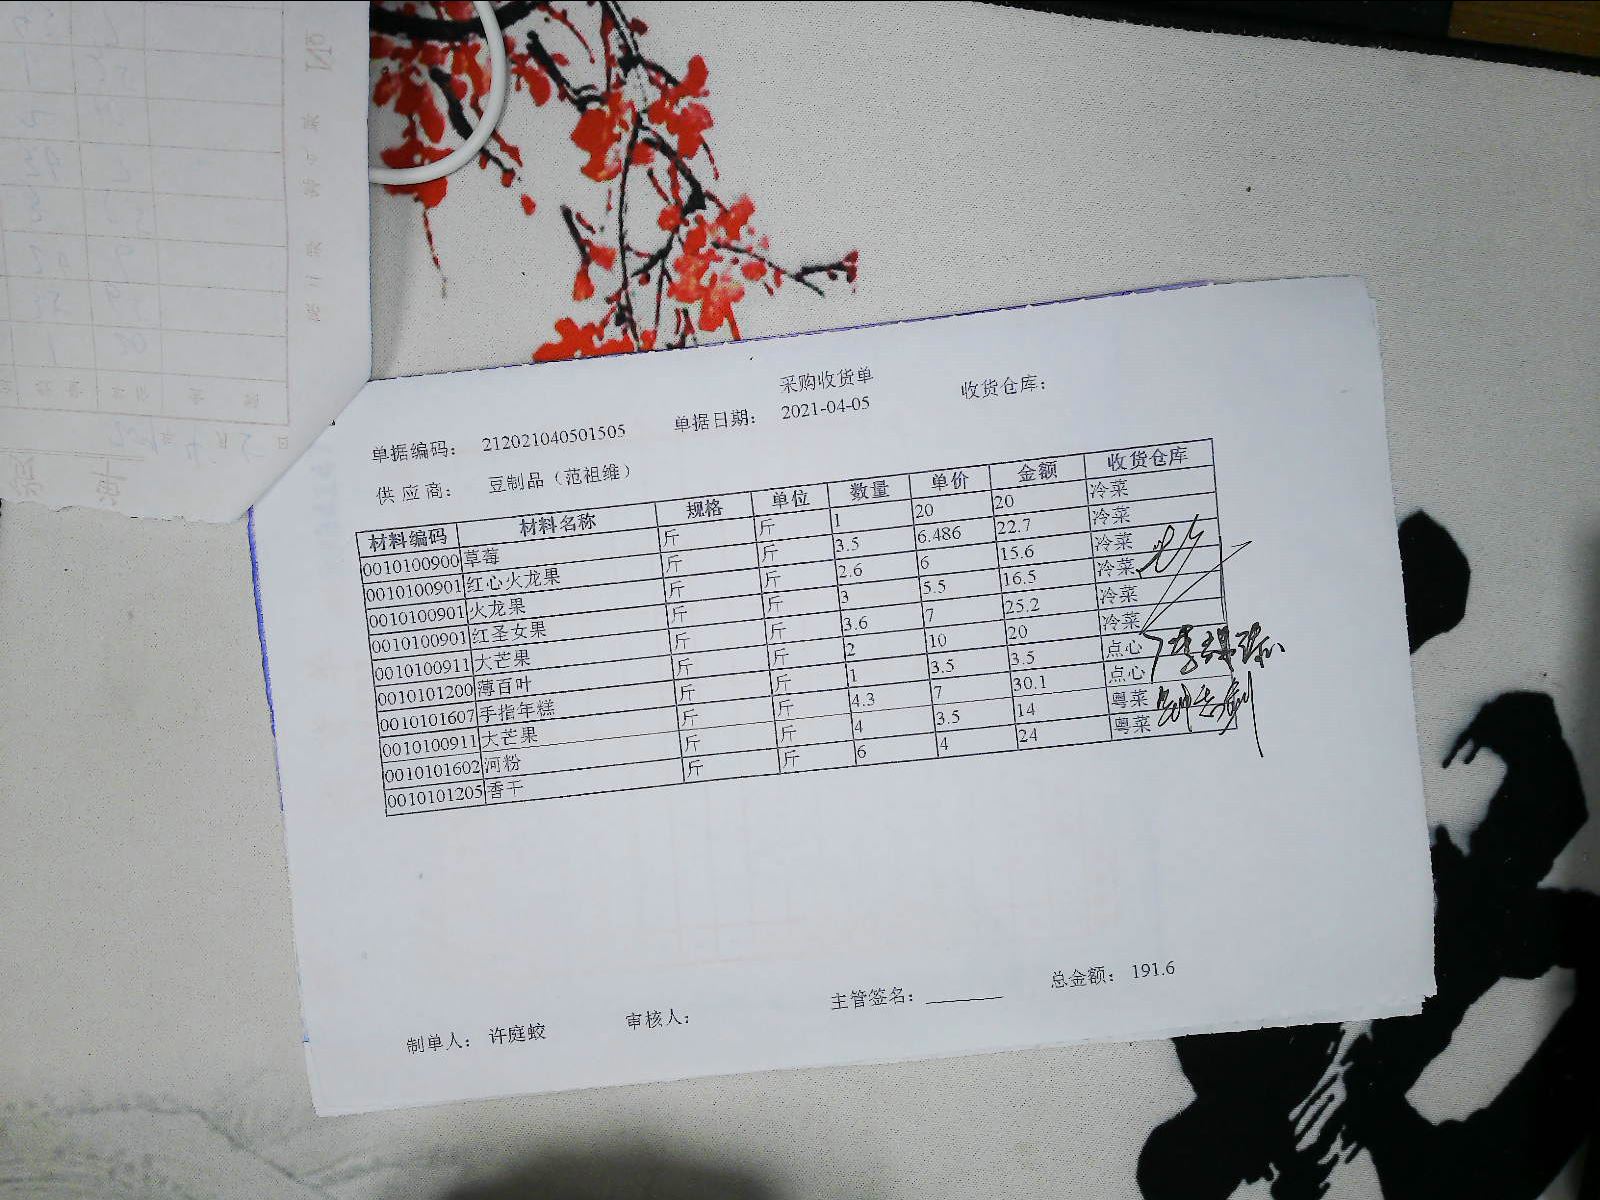 采购收货单
单据编码： 212021040501505 单据日期： 2021-04-05 收货仓库：
供应商： 豆制品（范祖维）
材料编码 材料名称 规格 单位 数量 单价 金额 收货仓库
0010100900 草莓 斤 斤 1 20 20 冷菜
0010100901 红心火龙果 斤 斤 3.5 6.486 22.7 冷菜
0010100901 火龙果 斤 斤 2.6 6 15.6 冷菜
0010100901 红圣女果 斤 斤 3 5.5 16.5 冷菜
0010100911 大芒果 斤 斤 3.6 7 25.2 冷菜
0010101200 薄百叶 斤 斤 2 10 20 冷菜
0010101607 手指年糕 斤 斤 1 3.5 3.5 点心
0010100911 大芒果 斤 斤 4.3 7 30.1 点心
0010101602 河粉 斤 斤 4 3.5 14 粤菜
0010101205 香干 斤 斤 6 4 24 粤菜
制单人： 许庭蛟 审核人： 主管签名： 总金额： 191.6